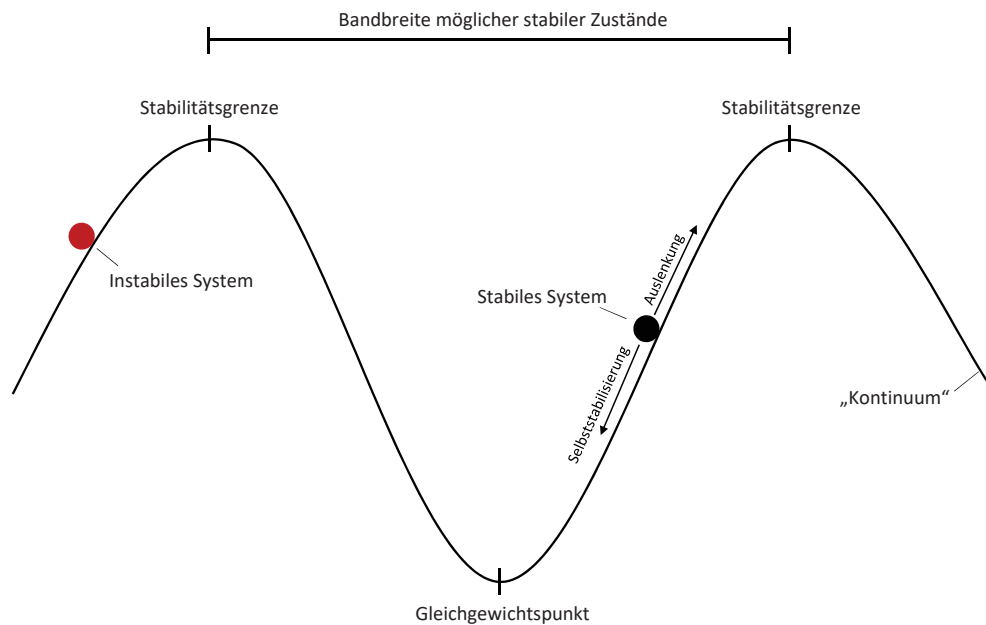 Bandbreite möglicher stabiler Zustände
Stabilitätsgrenze
Stabilitätsgrenze
Instabiles System
Stabiles System
Auslenkung
Selbststabilisierung
„Kontinuum“
Gleichgewichtspunkt